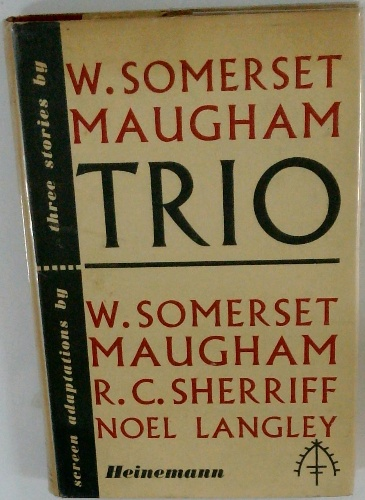 three stories by
W. SOMERSET
MAUGHAM
TRIO
screen adaptations by
W. SOMERSET
MAUGHAM
R. C. SHERRIFF
NOEL LANGLEY
Heinemann